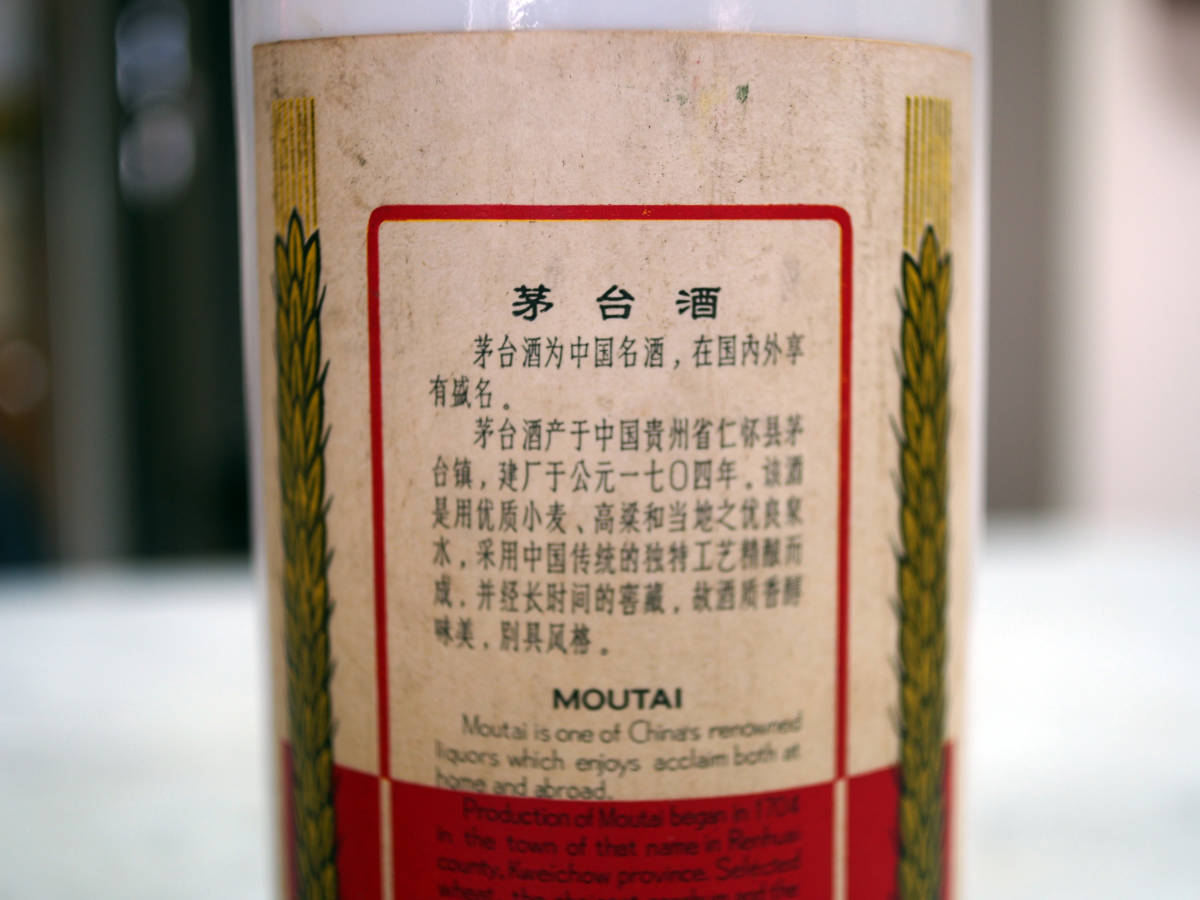 茅台酒
茅台酒为中国名酒，在国内外享
有盛名。
茅台酒产于中国贵州省仁怀县茅
台镇，建厂于公元一七〇四年。该酒
是用优质小麦、高粱和当地之优良泉
水，采用中国传统的独特工艺精酿而
成，并经长时间的窖藏，故酒质香醇
味美，别具风格。
MOUTAI
Moutai is one of China's renowned
liquors which enjoys acclaim both at
home and abroad.
Production of Moutai began in 1704
in the town of that name in Renhuai
county, Kweichow province. Selected
wheat, the choicest sorghum and the